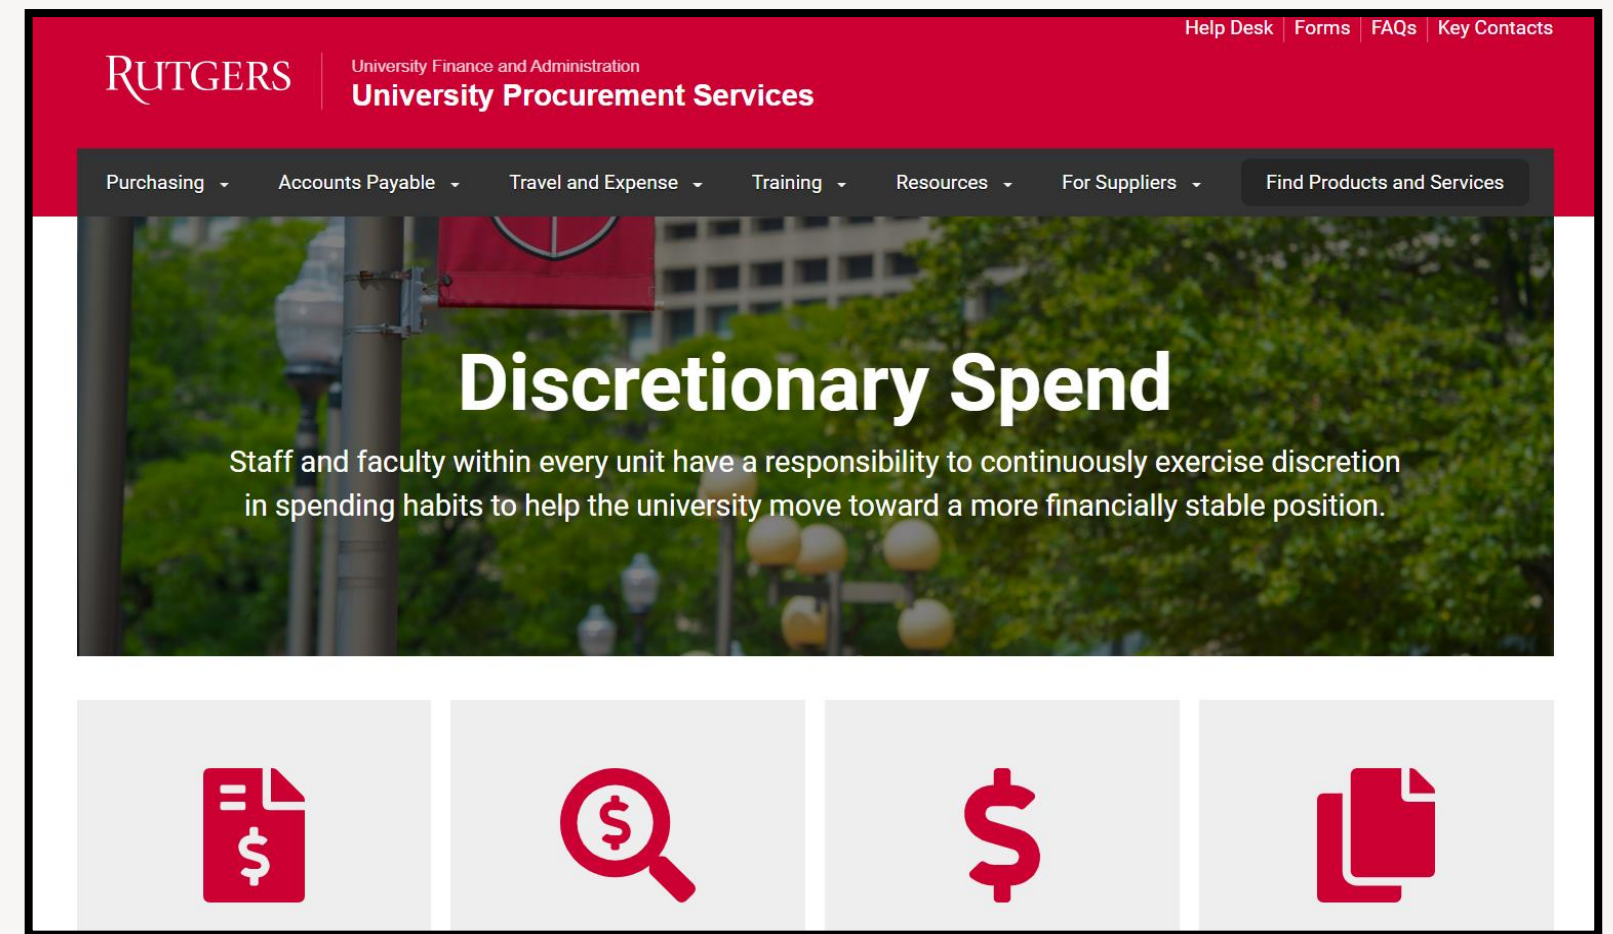 Help Desk Forms FAQs Key Contacts
RUTGERS
University Finance and Administration
University Procurement Services
Purchasing Accounts Payable Travel and Expense Training Resources For Suppliers Find Products and Services
Discretionary Spend
Staff and faculty within every unit have a responsibility to continuously exercise discretion
in spending habits to help the university move toward a more financially stable position.
$ $ $